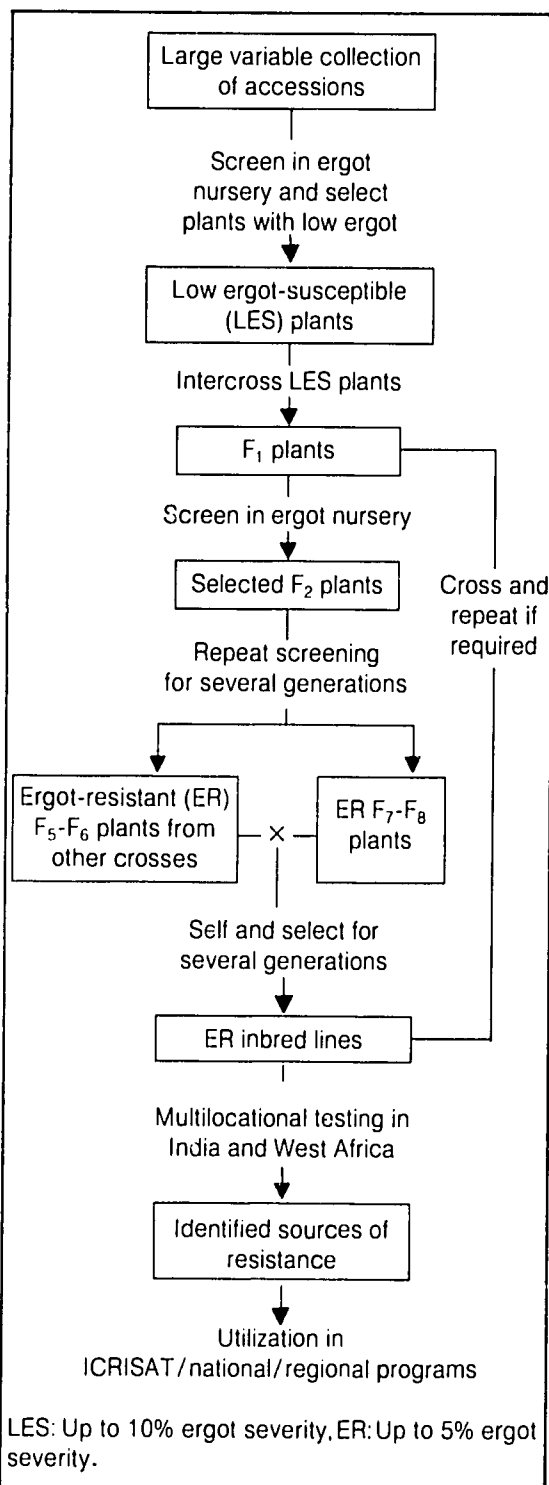 Large variable collection
of accessions
Screen in ergot
nursery and select
plants with low ergot
Low ergot-susceptible
(LES) plants
Intercross LES plants
F₁ plants
Screen in ergot nursery
Selected F₂ plants
Cross and
repeat if
required
Repeat screening
for several generations
Ergot-resistant (ER)
F₅-F₆ plants from
other crosses
×
ER F₇-F₈
plants
Self and select for
several generations
ER inbred lines
Multilocational testing in
India and West Africa
Identified sources of
resistance
Utilization in
ICRISAT/national/regional programs
LES: Up to 10% ergot severity, ER: Up to 5% ergot
severity.